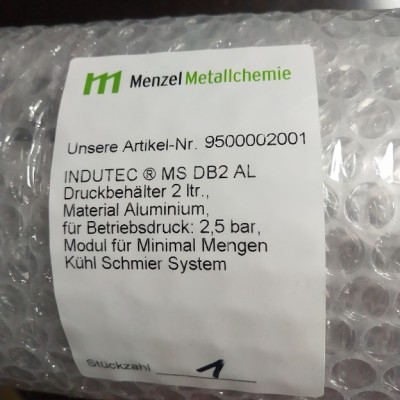 m Menzel Metallchemie
Unsere Artikel-Nr. 9500002001
INDUTEC ® MS DB2 AL
Druckbehälter 2 ltr.,
Material Aluminium,
für Betriebsdruck: 2,5 bar,
Modul für Minimal Mengen
Kühl Schmier System
Stückzahl 1